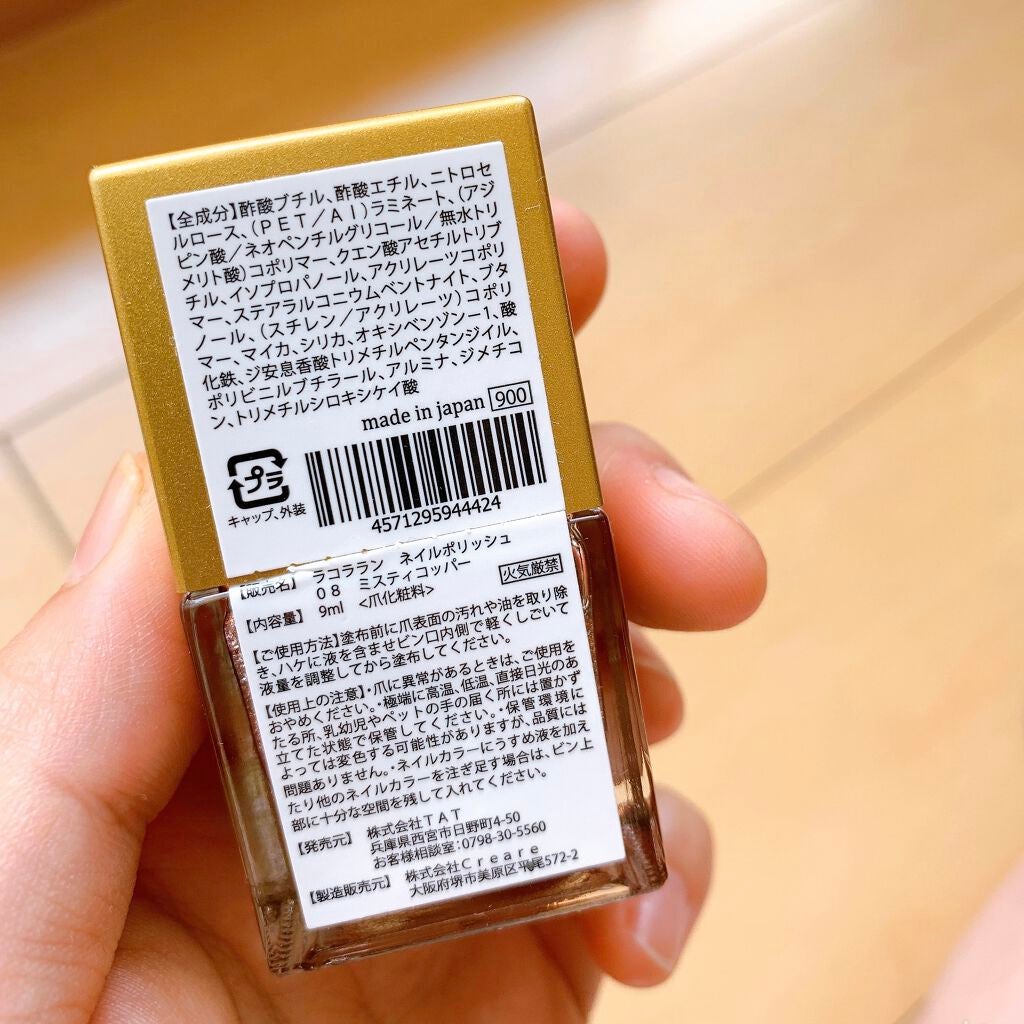 【全成分】酢酸ブチル、酢酸エチル、ニトロセ
ルロース、(PET/Al)ラミネート、(アジ
ピン酸/ネオペンチルグリコール/無水トリ
メリト酸)コポリマー、クエン酸アセチルトリブ
チル、イソプロパノール、アクリレーツコポリ
マー、ステアラルコニウムベントナイト、ブタ
ノール、(スチレン/アクリレーツ)コポリ
マー、マイカ、シリカ、オキシベンゾン-1、酸
化鉄、ジ安息香酸トリメチルペンタンジイル、
ポリビニルブチラール、アルミナ、ジメチコ
ン、トリメチルシロキシケイ酸
made in japan 900
プラ
キャップ、外装
4571295944424
【販売名】 ラコララン ネイルポリッシュ
08 ミスティコッパー
【内容量】 9ml <爪化粧料> 火気厳禁
【ご使用方法】塗布前に爪表面の汚れや油を取り除
き、ハケに液を含ませビン口内側で軽くしごいて
液量を調整してから塗布してください。
【使用上の注意】・爪に異常があるときは、ご使用を
おやめください。・極端に高温、低温、直接日光のあ
たる所、乳幼児やペットの手の届く所には置かず
立てた状態で保管してください。・保管環境に
よっては変色する可能性がありますが、品質には
問題ありません。・ネイルカラーにうすめ液を加え
たり他のネイルカラーを注ぎ足す場合は、ビン上
部に十分な空間を残して入れてください。
【発売元】 株式会社TAT
兵庫県西宮市日野町4-50
お客様相談室:0798-30-5560
【製造販売元】 株式会社Creare
大阪府堺市美原区平尾572-2